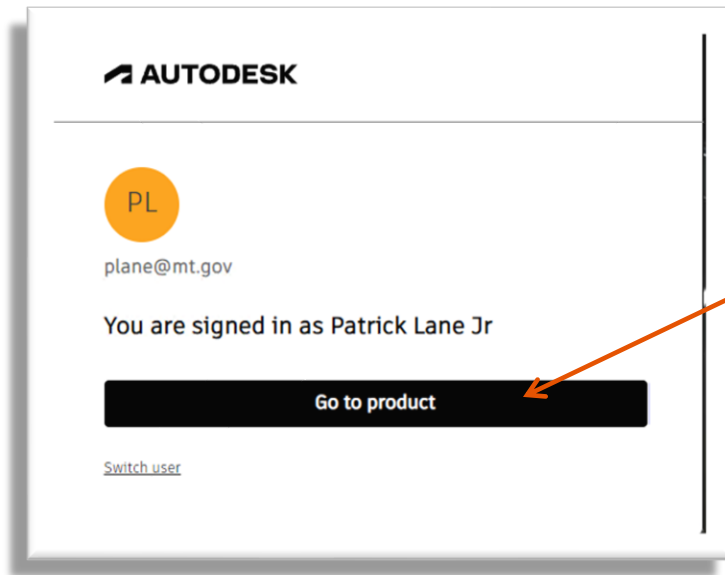 AUTODESK
PL
plane@mt.gov
You are signed in as Patrick Lane Jr
Go to product
Switch user